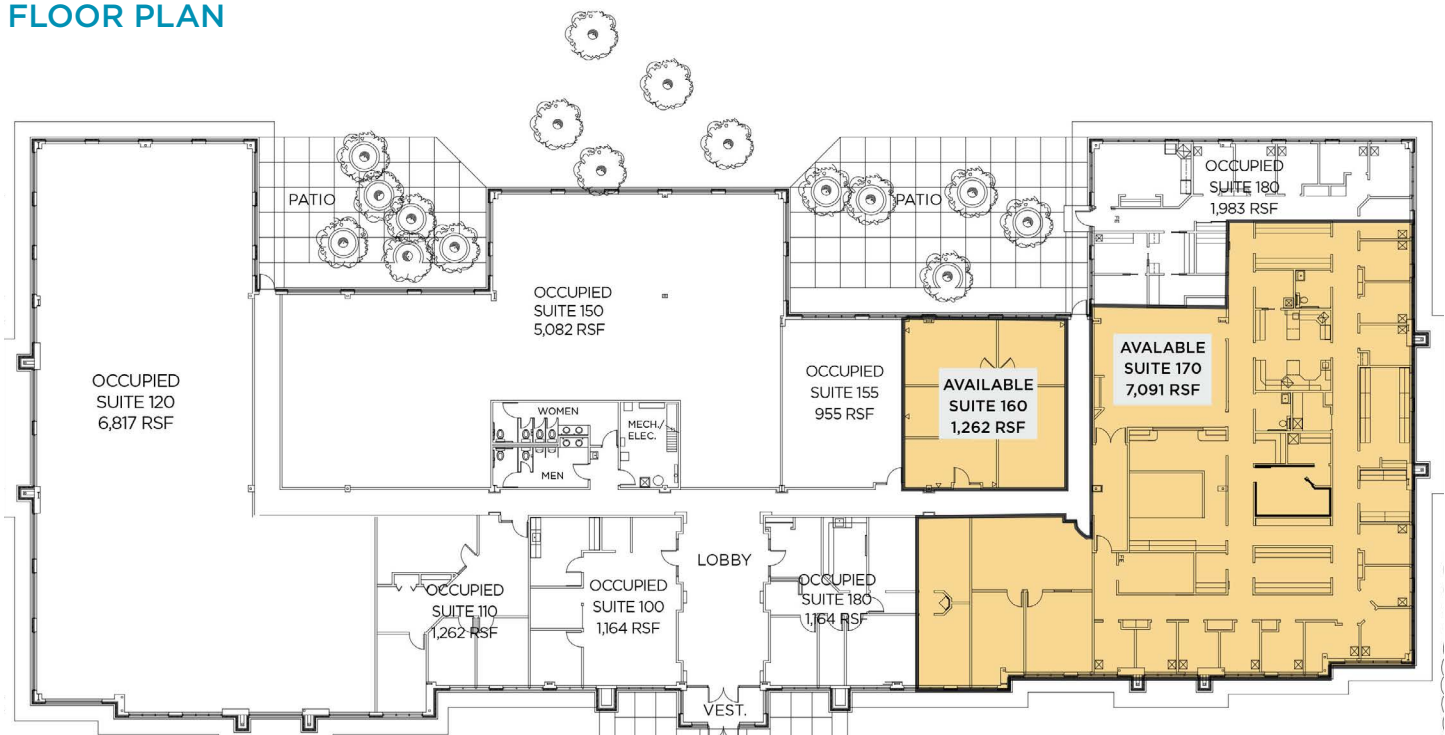 FLOOR PLAN
PATIO
PATIO
OCCUPIED
SUITE 180
1,983 RSF
OCCUPIED
SUITE 150
5,082 RSF
OCCUPIED
SUITE 120
6,817 RSF
OCCUPIED
SUITE 155
955 RSF
AVAILABLE
SUITE 160
1,262 RSF
AVALABLE
SUITE 170
7,091 RSF
WOMEN
MECH./
ELEC.
MEN
LOBBY
OCCUPIED
SUITE 110
1,262 RSF
OCCUPIED
SUITE 100
1,164 RSF
OCCUPIED
SUITE 180
1,164 RSF
VEST.